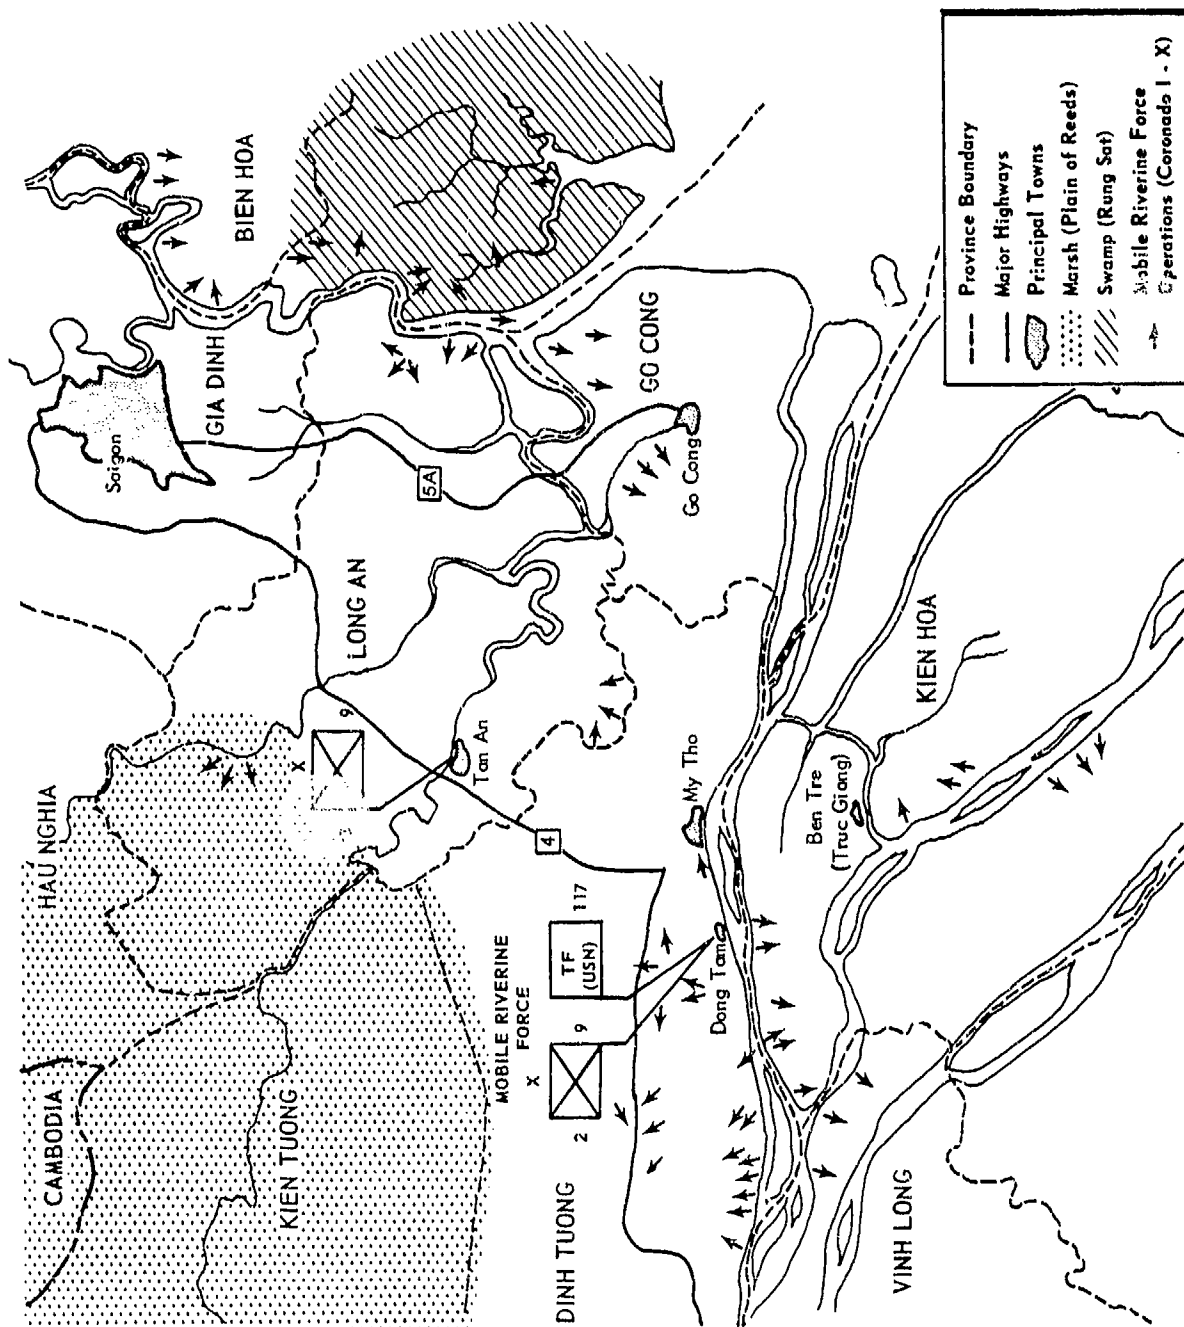 CAMBODIA
HAU NGHIA
KIEN TUONG
BIEN HOA
Saigon
GIA DINH
LONG AN
5A
X
9
Tan An
4
MOBILE RIVERINE
FORCE
X
2
9
TF
(USN)
117
DINH TUONG
Dong Tam
My Tho
Go Cong
GO CONG
Ben Tre
(Truc Giang)
KIEN HOA
VINH LONG
Province Boundary
Major Highways
Principal Towns
Marsh (Plain of Reeds)
Swamp (Rung Sat)
Mobile Riverine Force
Operations (Coronado I - X)